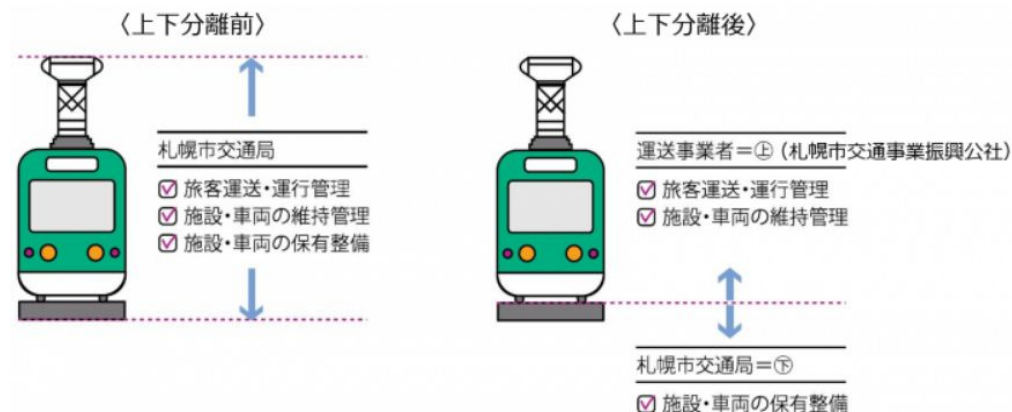 〈上下分離前〉
札幌市交通局
旅客運送・運行管理
施設・車両の維持管理
施設・車両の保有整備
〈上下分離後〉
運送事業者＝㊤（札幌市交通事業振興公社）
旅客運送・運行管理
施設・車両の維持管理
札幌市交通局＝㊦
施設・車両の保有整備